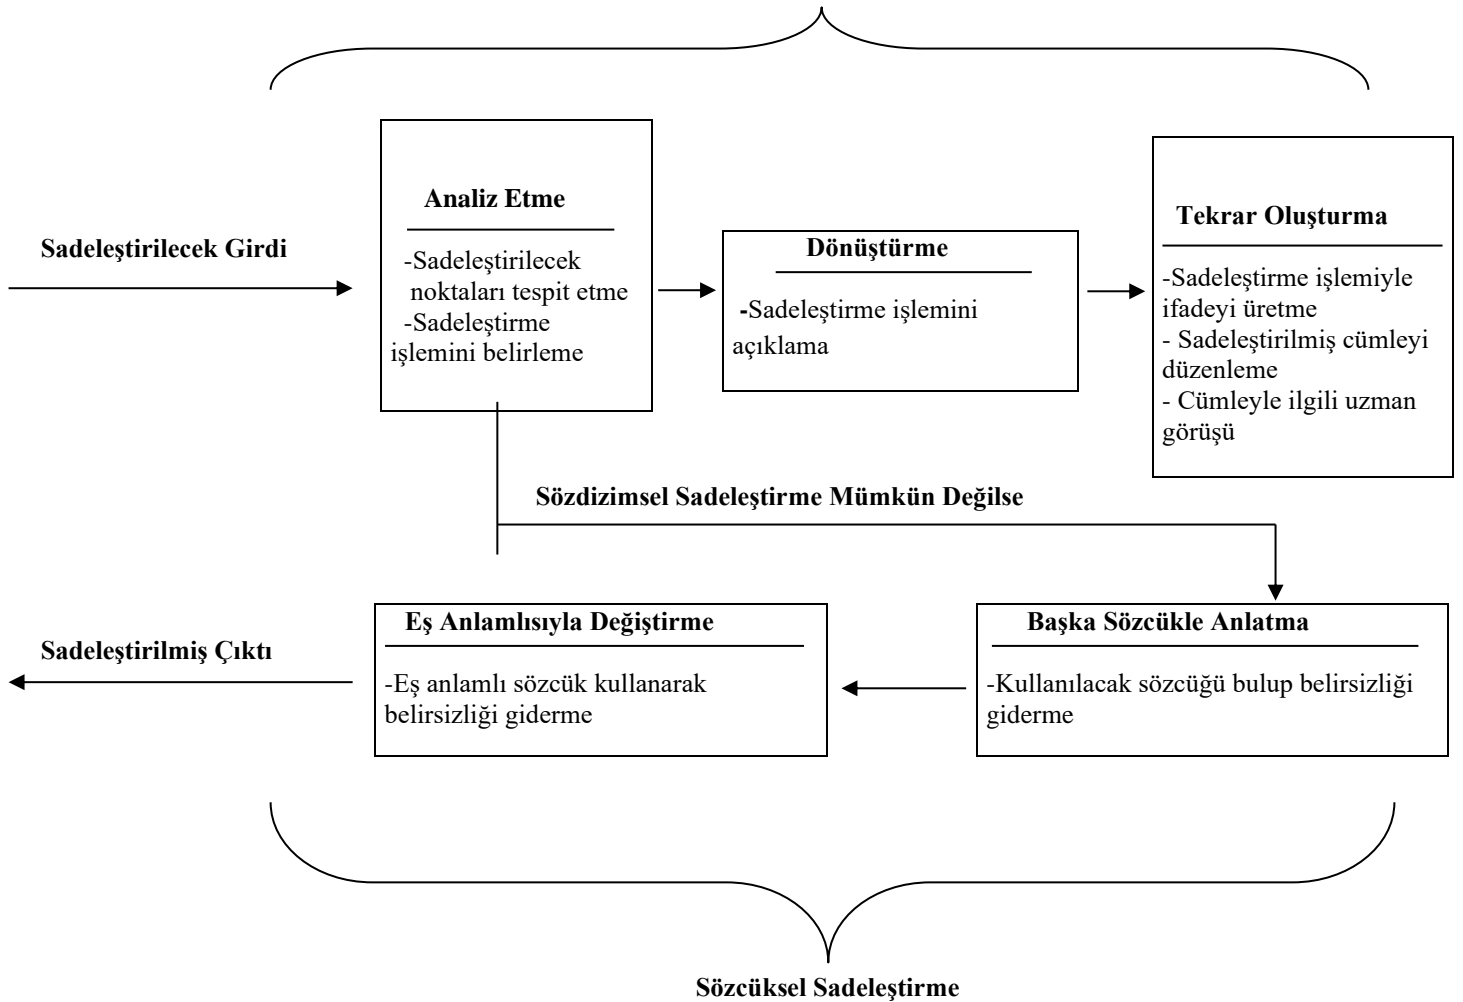 Sadeleştirilecek Girdi
Analiz Etme
-Sadeleştirilecek
noktaları tespit etme
-Sadeleştirme
işlemini belirleme
Dönüştürme
-Sadeleştirme işlemini
açıklama
Tekrar Oluşturma
-Sadeleştirme işlemiyle
ifadeyi üretme
- Sadeleştirilmiş cümleyi
düzenleme
- Cümleyle ilgili uzman
görüşü
Sözdizimsel Sadeleştirme Mümkün Değilse
Başka Sözcükle Anlatma
-Kullanılacak sözcüğü bulup belirsizliği
giderme
Eş Anlamlısıyla Değiştirme
-Eş anlamlı sözcük kullanarak
belirsizliği giderme
Sadeleştirilmiş Çıktı
Sözcüksel Sadeleştirme